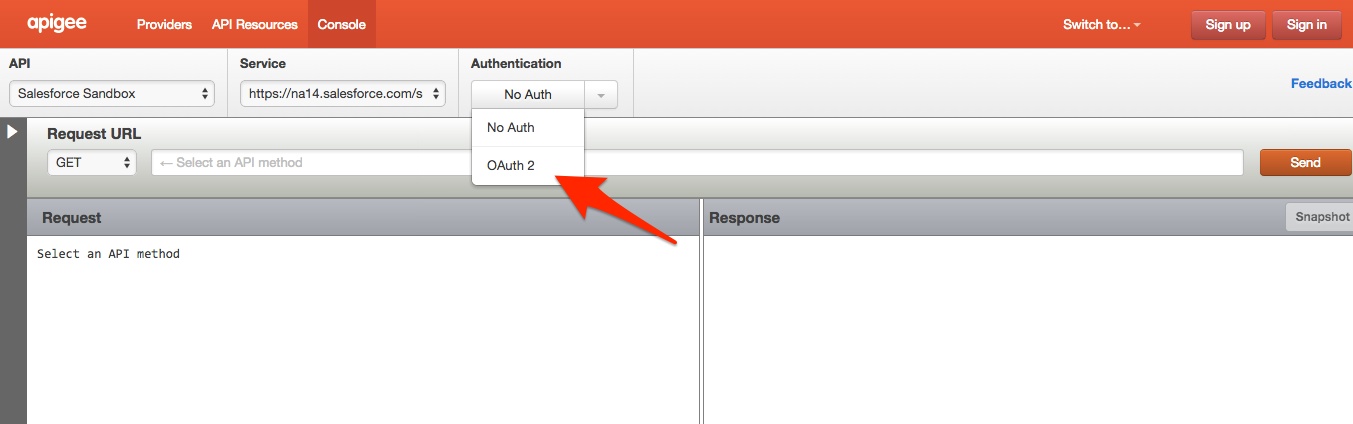 apigee Providers API Resources Console Switch to... Sign up Sign in
API Service Authentication
Salesforce Sandbox https://na14.salesforce.com/s No Auth Feedback
No Auth
Request URL
GET ← Select an API method OAuth 2 Send
Request Response Snapshot
Select an API method